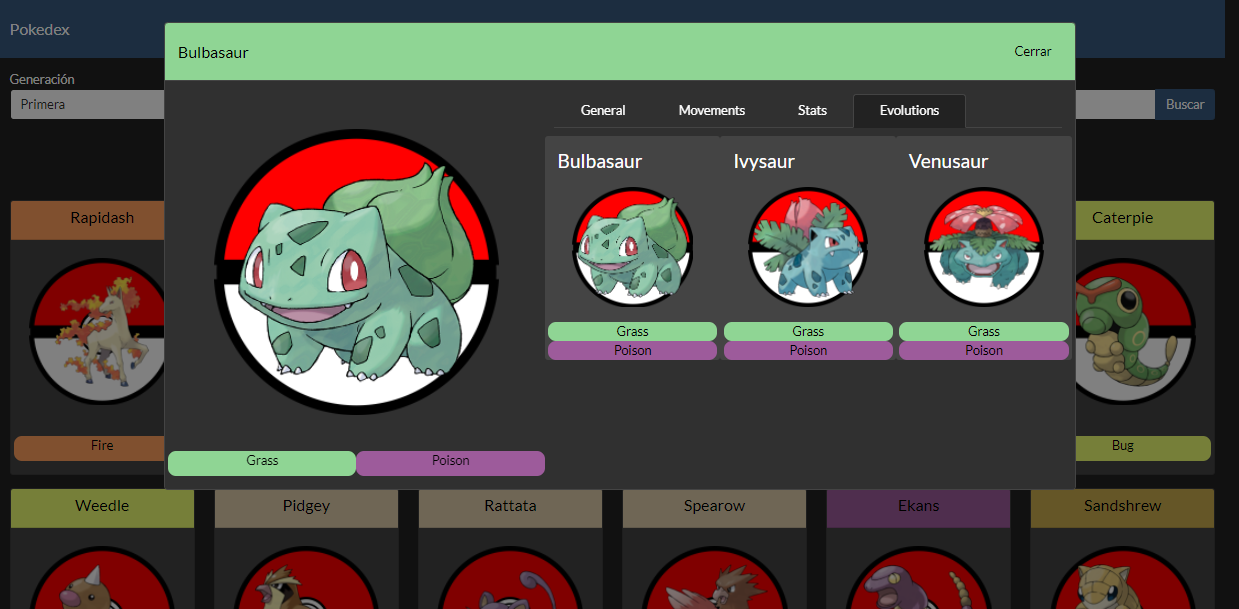 Pokedex
Bulbasaur
Cerrar
Generación
Primera
Buscar
General Movements Stats Evolutions
Bulbasaur Ivysaur Venusaur
Rapidash
Caterpie
Grass Grass Grass
Poison Poison Poison
Fire
Bug
Grass Poison
Weedle Pidgey Rattata Spearow Ekans Sandshrew